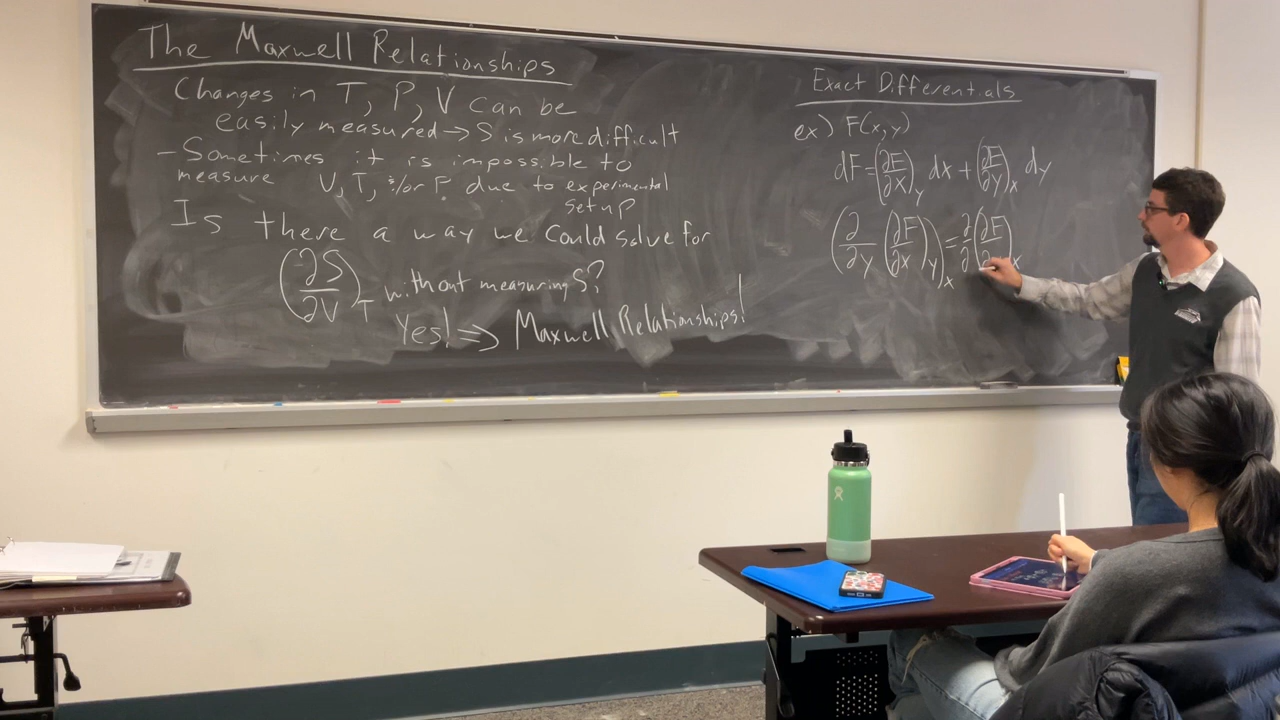 The Maxwell Relationships
Changes in T, P, V can be
easily measured → S is more difficult
- Sometimes it is impossible to
measure V, T, &/or P due to experimental
setup
Is there a way we could solve for
(∂S/∂V)_T without measuring S?
Yes! ⇒ Maxwell Relationships!
Exact Differentials
ex) F(x,y)
dF = (∂F/∂x)_y dx + (∂F/∂y)_x dy
(∂/∂y (∂F/∂x)_y)_x = ∂/∂ (∂F/∂ )_x